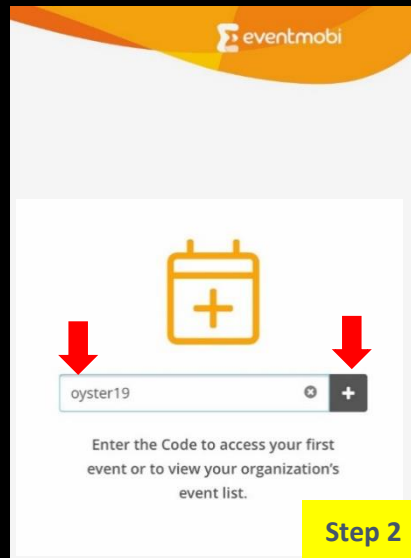 eventmobi
oyster19
Enter the Code to access your first
event or to view your organization's
event list.
Step 2